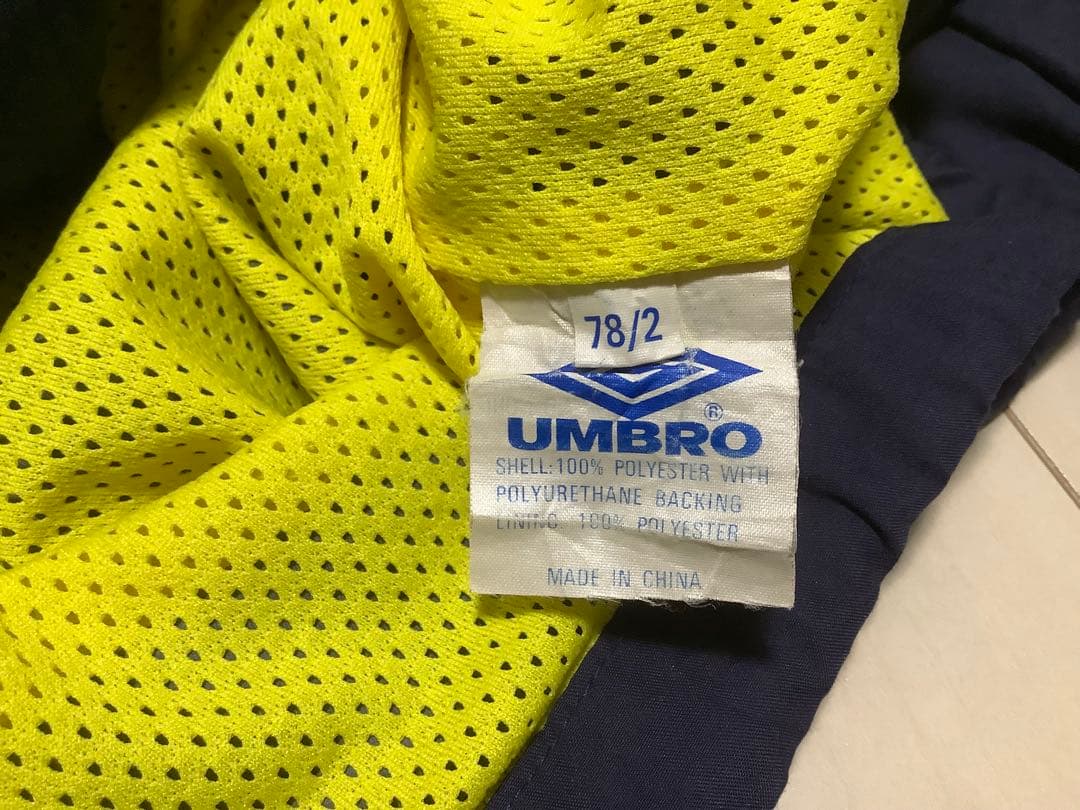 78/2
UMBRO®
SHELL: 100% POLYESTER WITH
POLYURETHANE BACKING
LINING: 100% POLYESTER
MADE IN CHINA